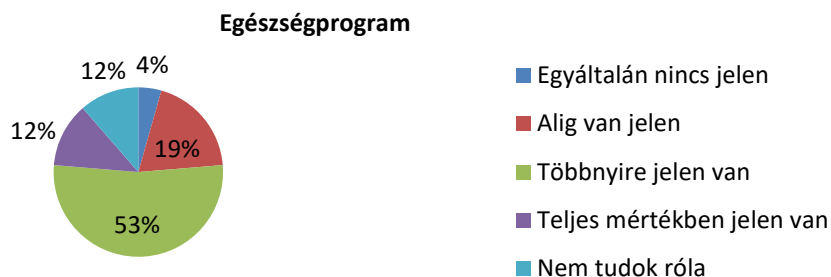 Egészségprogram
12%
4%
12%
19%
53%
Egyáltalán nincs jelen
Alig van jelen
Többnyire jelen van
Teljes mértékben jelen van
Nem tudok róla